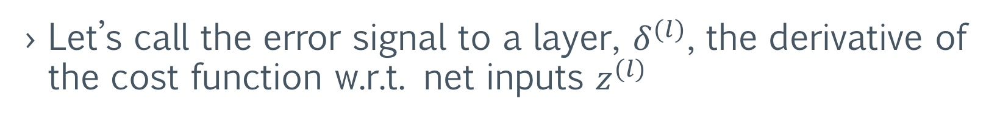 › Let’s call the error signal to a layer, δ⁽ˡ⁾, the derivative of
the cost function w.r.t. net inputs z⁽ˡ⁾